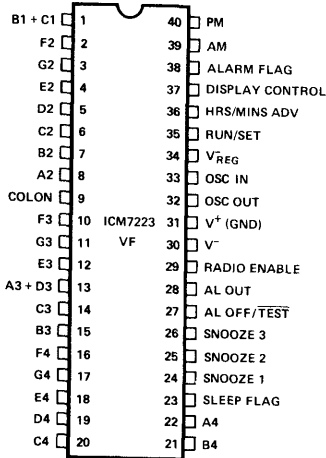 B1 + C1 1 40 PM
F2 2 39 AM
G2 3 38 ALARM FLAG
E2 4 37 DISPLAY CONTROL
D2 5 36 HRS/MINS ADV
C2 6 35 RUN/SET
B2 7 34 V⁻REG
A2 8 33 OSC IN
COLON 9 32 OSC OUT
F3 10 ICM7223 31 V⁺ (GND)
G3 11 VF 30 V⁻
E3 12 29 RADIO ENABLE
A3 + D3 13 28 AL OUT
C3 14 27 AL OFF/TEST
B3 15 26 SNOOZE 3
F4 16 25 SNOOZE 2
G4 17 24 SNOOZE 1
E4 18 23 SLEEP FLAG
D4 19 22 A4
C4 20 21 B4